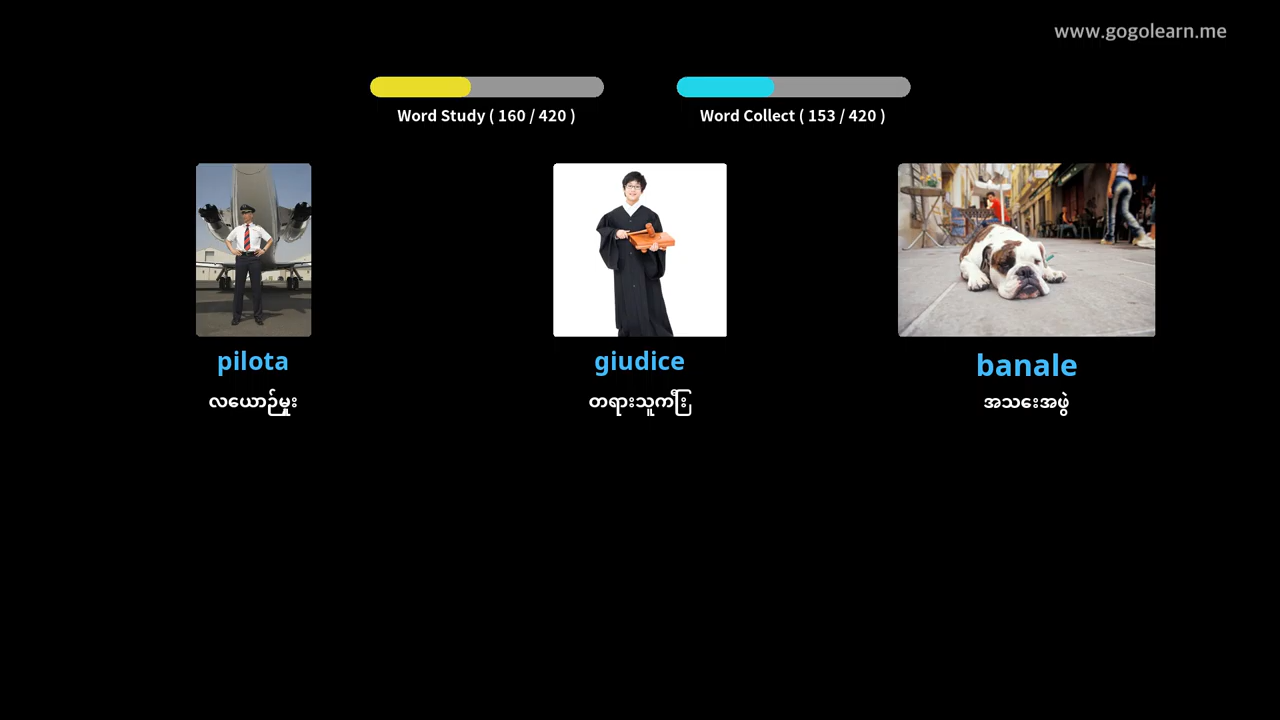 www.gogolearn.me
Word Study ( 160 / 420 )
Word Collect ( 153 / 420 )
pilota
giudice
banale
လယောဉ်မှုး
တရားသူကြီး
အသေးအဖွဲ